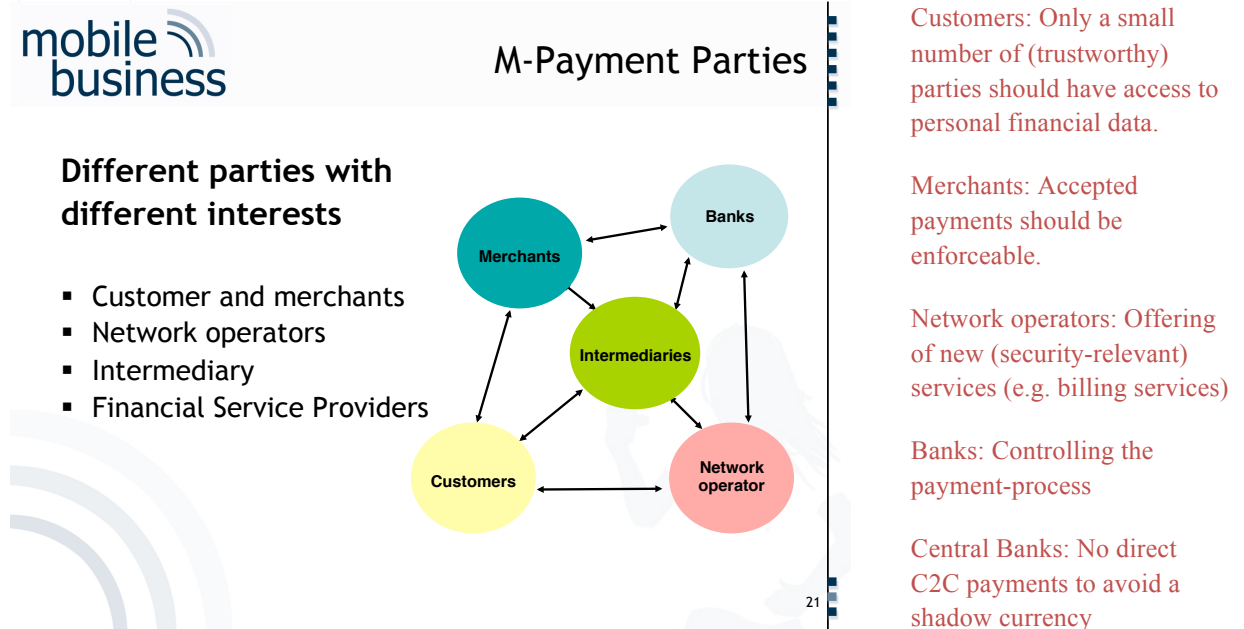 mobile
business
M-Payment Parties
Different parties with
different interests
▪ Customer and merchants
▪ Network operators
▪ Intermediary
▪ Financial Service Providers
Merchants
Banks
Intermediaries
Customers
Network
operator
21
Customers: Only a small
number of (trustworthy)
parties should have access to
personal financial data.
Merchants: Accepted
payments should be
enforceable.
Network operators: Offering
of new (security-relevant)
services (e.g. billing services)
Banks: Controlling the
payment-process
Central Banks: No direct
C2C payments to avoid a
shadow currency